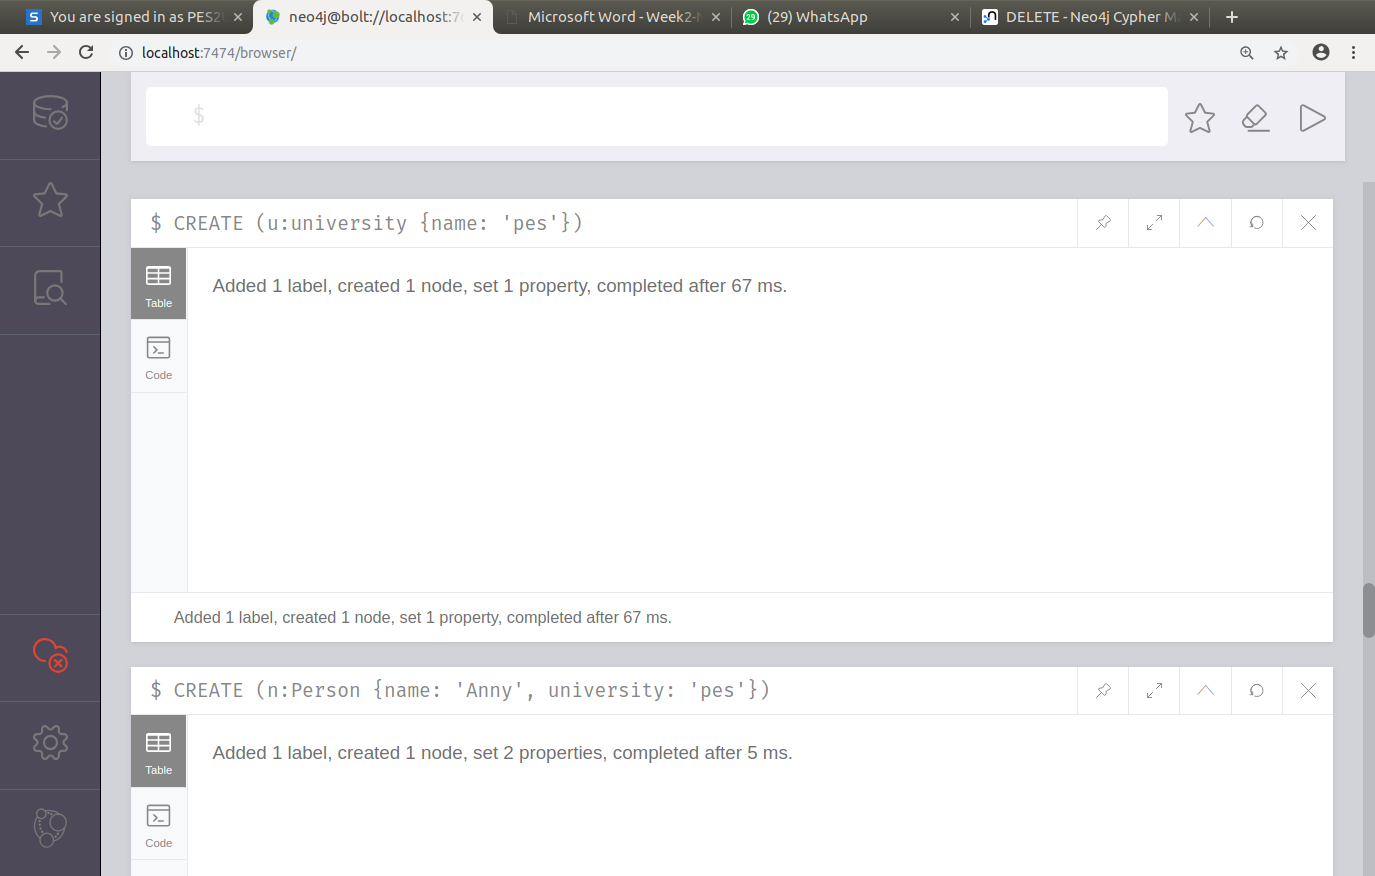 You are signed in as PES2
neo4j@bolt://localhost:7
Microsoft Word - Week2-
29
(29) WhatsApp
DELETE - Neo4j Cypher M
localhost:7474/browser/
$
$ CREATE (u:university {name: 'pes'})
Table
Added 1 label, created 1 node, set 1 property, completed after 67 ms.
Code
Added 1 label, created 1 node, set 1 property, completed after 67 ms.
$ CREATE (n:Person {name: 'Anny', university: 'pes'})
Table
Added 1 label, created 1 node, set 2 properties, completed after 5 ms.
Code